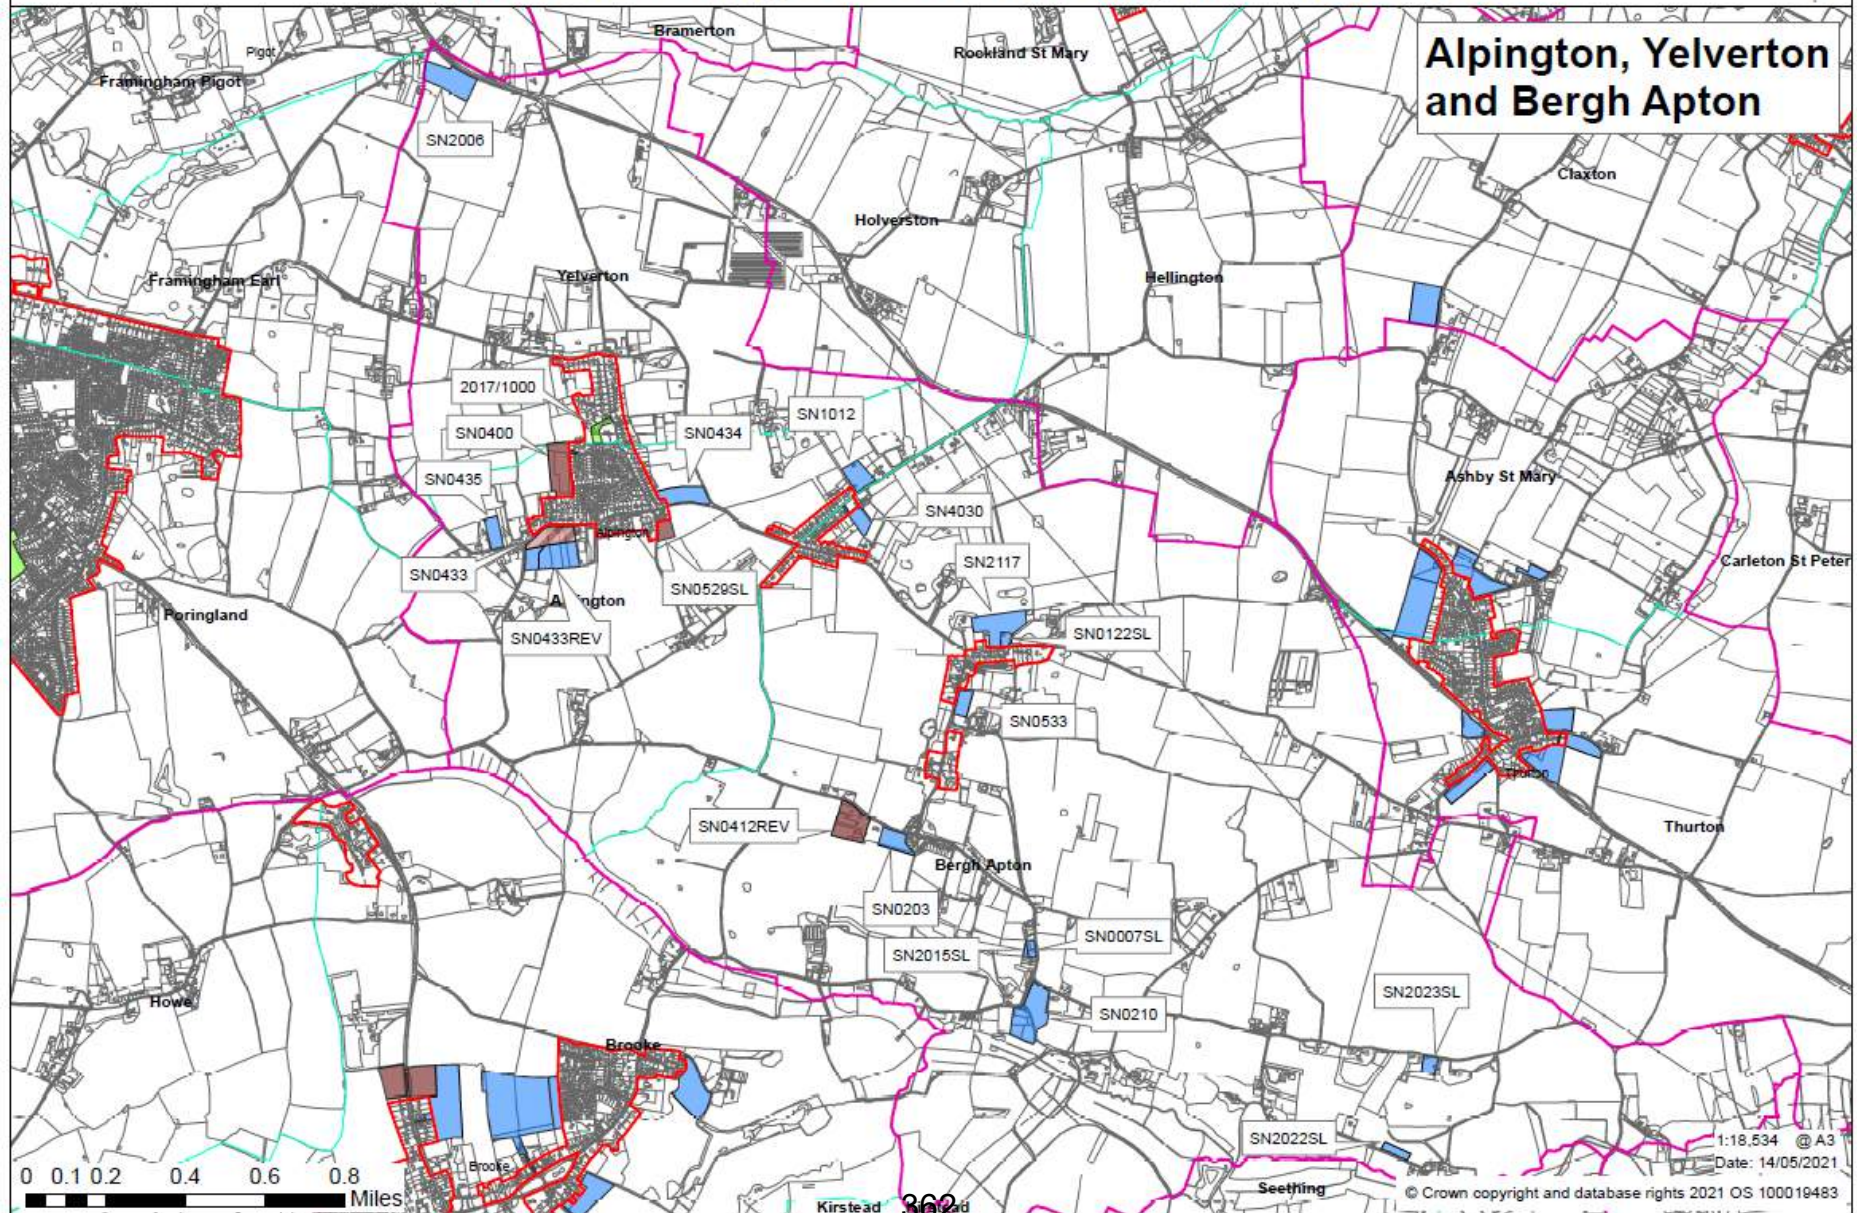 Alpington, Yelverton
and Bergh Apton
Bramerton
Pigot
Rockland St Mary
Framingham Pigot
SN2006
Claxton
Holverston
Framingham Earl
Yelverton
Hellington
2017/1000
SN0400
SN0434
SN1012
SN0435
Ashby St Mary
SN4030
Alpington
SN2117
Carleton St Peter
SN0433
SN0529SL
Poringland
SN0433REV
SN0122SL
SN0533
Thurton
SN0412REV
Thurton
Bergh Apton
SN0203
SN0007SL
SN2015SL
SN2023SL
Howe
SN0210
Brooke
SN2022SL
1:18,534 @ A3
Date: 14/05/2021
Brooke
0 0.1 0.2 0.4 0.6 0.8
Miles
Seething
© Crown copyright and database rights 2021 OS 100019483
Kirstead
362